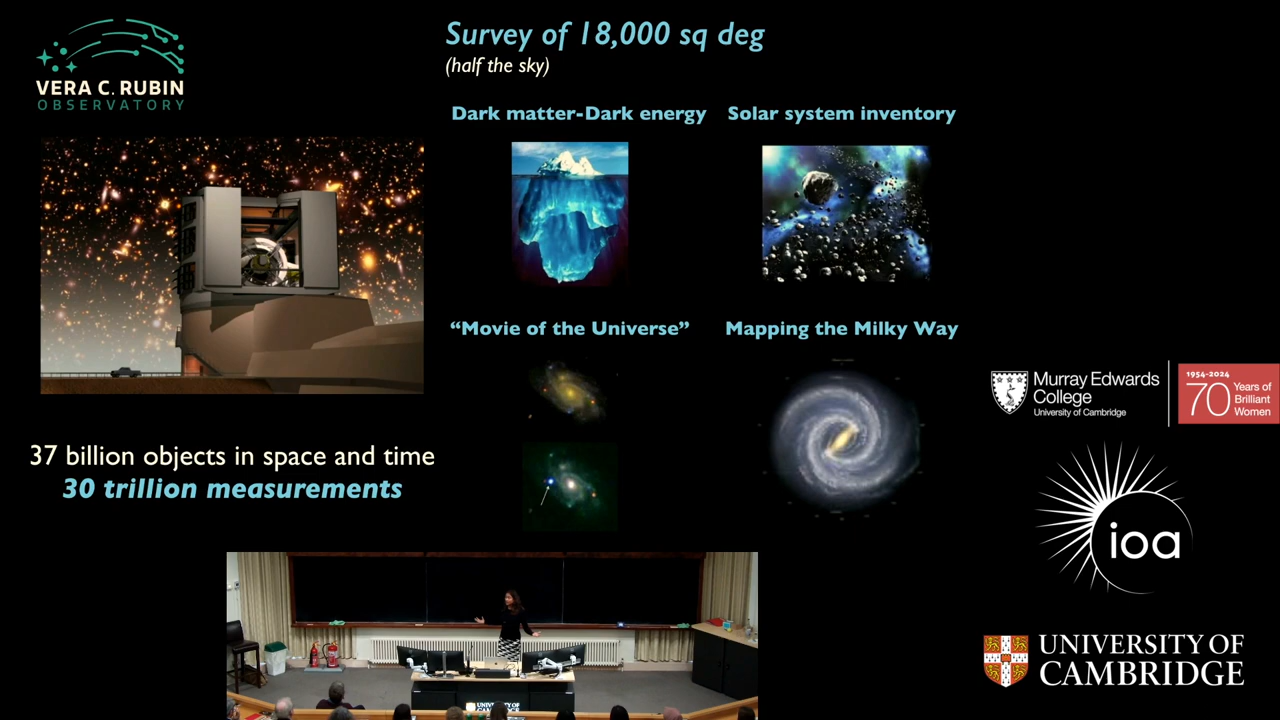 VERA C. RUBIN
OBSERVATORY
Survey of 18,000 sq deg
(half the sky)
Dark matter-Dark energy
Solar system inventory
“Movie of the Universe”
Mapping the Milky Way
37 billion objects in space and time
30 trillion measurements
Murray Edwards
College
University of Cambridge
1954-2024
70
Years of
Brilliant
Women
ioa
UNIVERSITY OF
CAMBRIDGE
UNIVERSITY OF